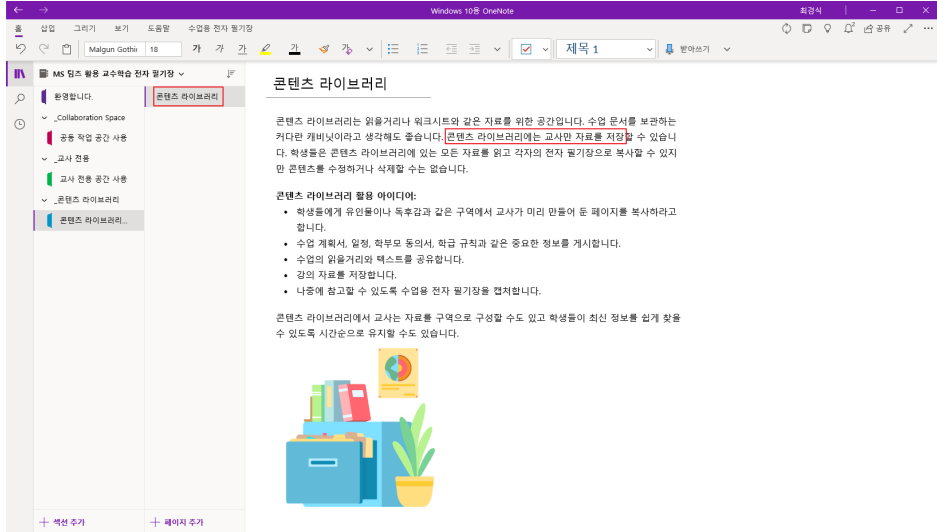 Windows 10용 OneNote
최경식
홈 삽입 그리기 보기 도움말 수업용 전자 필기장
공유
Malgun Gothi 18 가 가 가 가 제목 1 받아쓰기
MS 팀즈 활용 교수학습 전자 필기장
환영합니다.
_Collaboration Space
공동 작업 공간 사용
_교사 전용
교사 전용 공간 사용
_콘텐츠 라이브러리
콘텐츠 라이브러리...
콘텐츠 라이브러리
콘텐츠 라이브러리
콘텐츠 라이브러리는 읽을거리나 워크시트와 같은 자료를 위한 공간입니다. 수업 문서를 보관하는
커다란 캐비닛이라고 생각해도 좋습니다. 콘텐츠 라이브러리에는 교사만 자료를 저장할 수 있습니
다. 학생들은 콘텐츠 라이브러리에 있는 모든 자료를 읽고 각자의 전자 필기장으로 복사할 수 있지
만 콘텐츠를 수정하거나 삭제할 수는 없습니다.
콘텐츠 라이브러리 활용 아이디어:
• 학생들에게 유인물이나 독후감과 같은 구역에서 교사가 미리 만들어 둔 페이지를 복사하라고
합니다.
• 수업 계획서, 일정, 학부모 동의서, 학급 규칙과 같은 중요한 정보를 게시합니다.
• 수업의 읽을거리와 텍스트를 공유합니다.
• 강의 자료를 저장합니다.
• 나중에 참고할 수 있도록 수업용 전자 필기장을 캡처합니다.
콘텐츠 라이브러리에서 교사는 자료를 구역으로 구성할 수도 있고 학생들이 최신 정보를 쉽게 찾을
수 있도록 시간순으로 유지할 수도 있습니다.
섹션 추가
페이지 추가